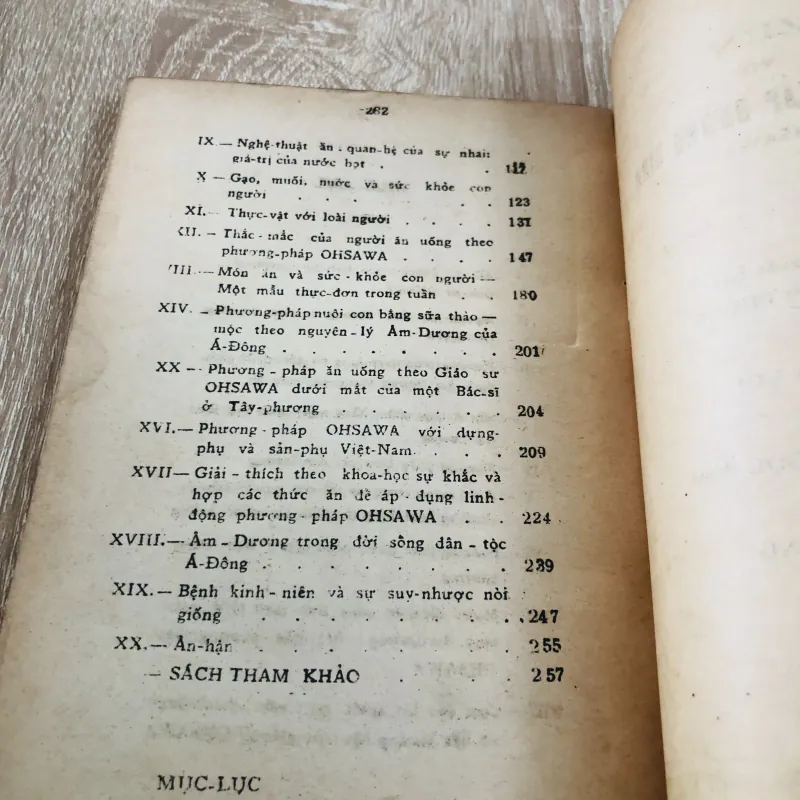 -262
IX.— Nghệ-thuật ăn - quan-hệ của sự nhai:
giá-trị của nước bọt . . 112
X — Gạo, muối, nước và sức khỏe con
người . . . . . 123
XI.— Thực-vật với loài người . . . . 131
XII.— Thắc-mắc của người ăn uống theo
phương-pháp OHSAWA . . . 147
VIII.— Món ăn và sức-khỏe con người —
Một mẫu thực-đơn trong tuần . . 180
XIV. — Phương-pháp nuôi con bằng sữa thảo —
mộc theo nguyên-lý Âm-Dương của
Á-Đông . . . . . . . . 201
XX — Phương-pháp ăn uống theo Giáo sư
OHSAWA dưới mắt của một Bác-sĩ
ở Tây-phương . . . . . . 204
XVI.— Phương-pháp OHSAWA với dựng-
phụ và sản-phụ Việt-Nam. . . . 209
XVII— Giải-thích theo khoa-học sự khắc và
hợp các thức ăn để áp-dụng linh-
động phương-pháp OHSAWA . . 224
XVIII.— Âm-Dương trong đời sống dân-tộc
Á-Đông . . . . . . . . 239
XIX.— Bệnh kinh-niên và sự suy-nhược nòi
giống . . . . . . . . 247
XX.— Ân-hận . . . . . . 255
— SÁCH THAM KHẢO . . . 257
MỤC-LỤC